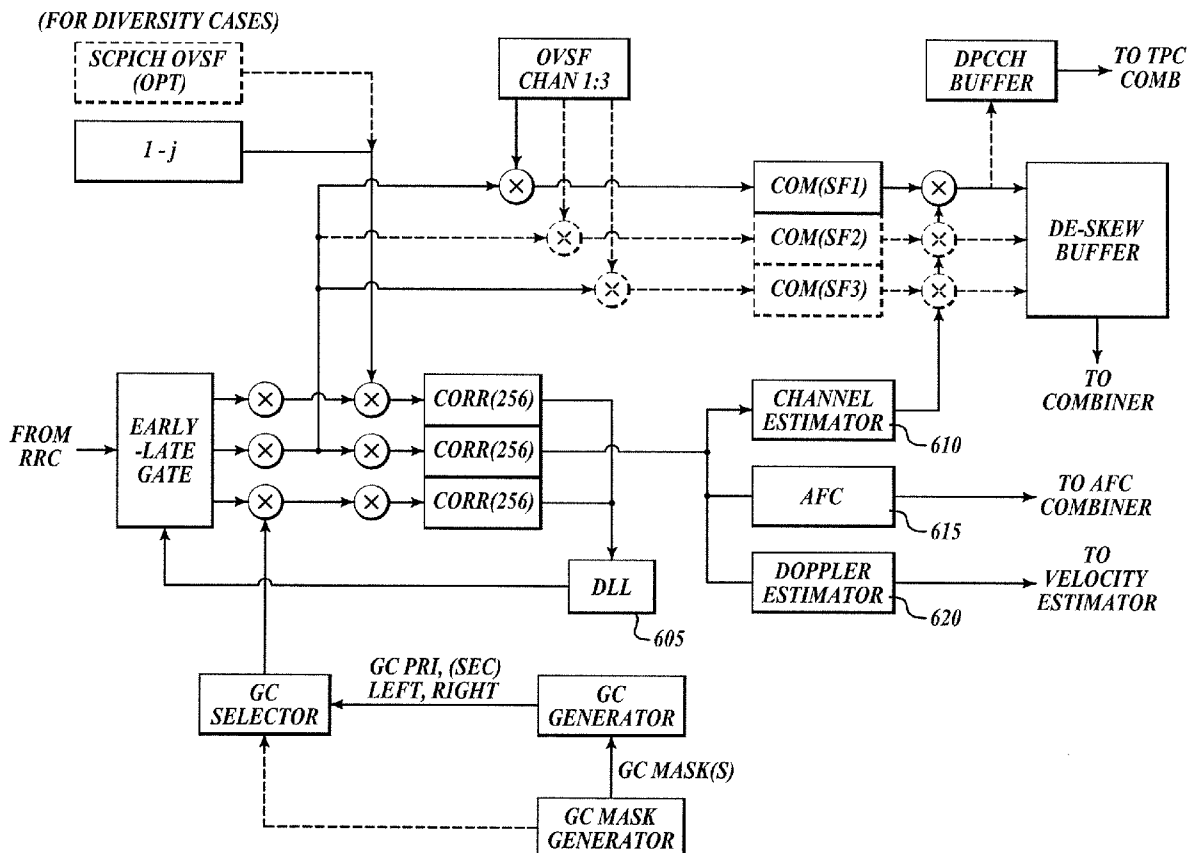 (FOR DIVERSITY CASES)
SCPICH OVSF
(OPT)
1 - j
OVSF
CHAN 1:3
DPCCH
BUFFER
TO TPC
COMB
COM(SF1)
COM(SF2)
COM(SF3)
DE-SKEW
BUFFER
TO
COMBINER
FROM
RRC
EARLY
-LATE
GATE
CORR(256)
CORR(256)
CORR(256)
CHANNEL
ESTIMATOR
610
AFC
615
TO AFC
COMBINER
DOPPLER
ESTIMATOR
620
TO
VELOCITY
ESTIMATOR
DLL
605
GC
SELECTOR
GC PRI, (SEC)
LEFT, RIGHT
GC
GENERATOR
GC MASK(S)
GC MASK
GENERATOR